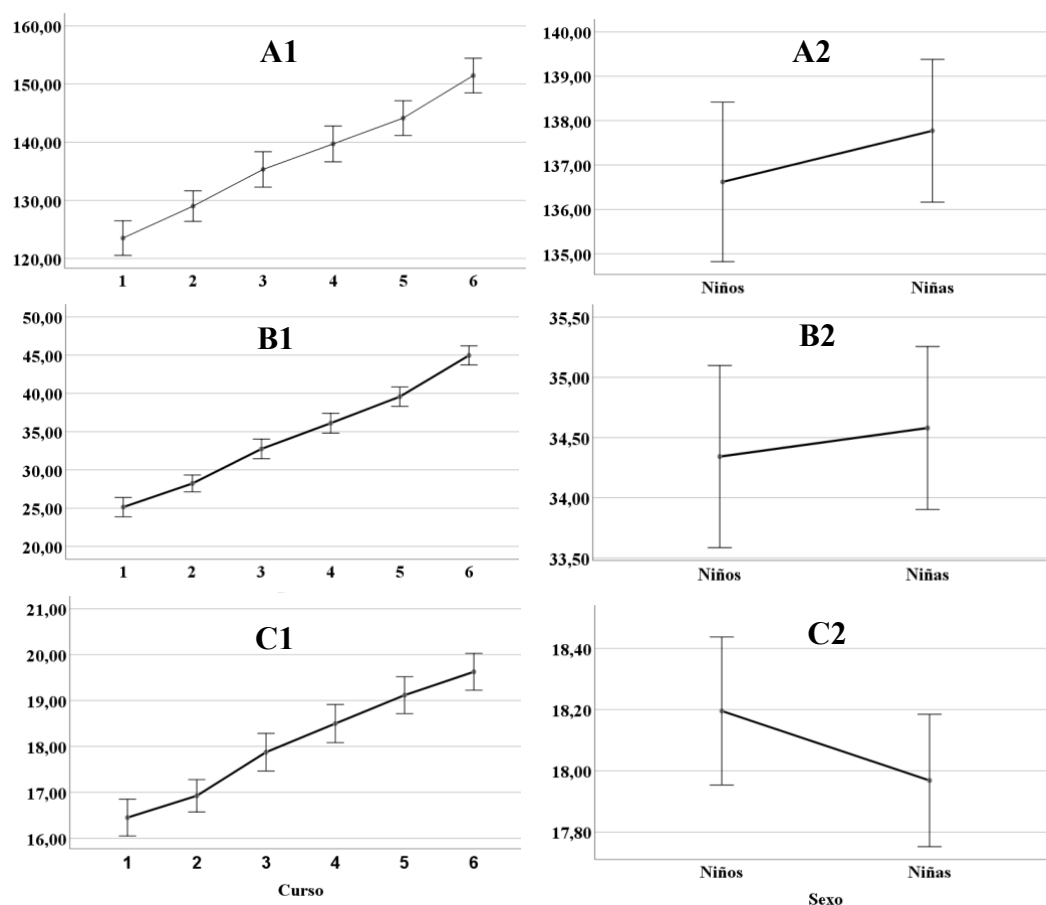 A1
160,00
150,00
140,00
130,00
120,00
1 2 3 4 5 6
A2
140,00
139,00
138,00
137,00
136,00
135,00
Niños Niñas
B1
50,00
45,00
40,00
35,00
30,00
25,00
20,00
1 2 3 4 5 6
B2
35,50
35,00
34,50
34,00
33,50
Niños Niñas
C1
21,00
20,00
19,00
18,00
17,00
16,00
1 2 3 4 5 6
Curso
C2
18,40
18,20
18,00
17,80
Niños Niñas
Sexo